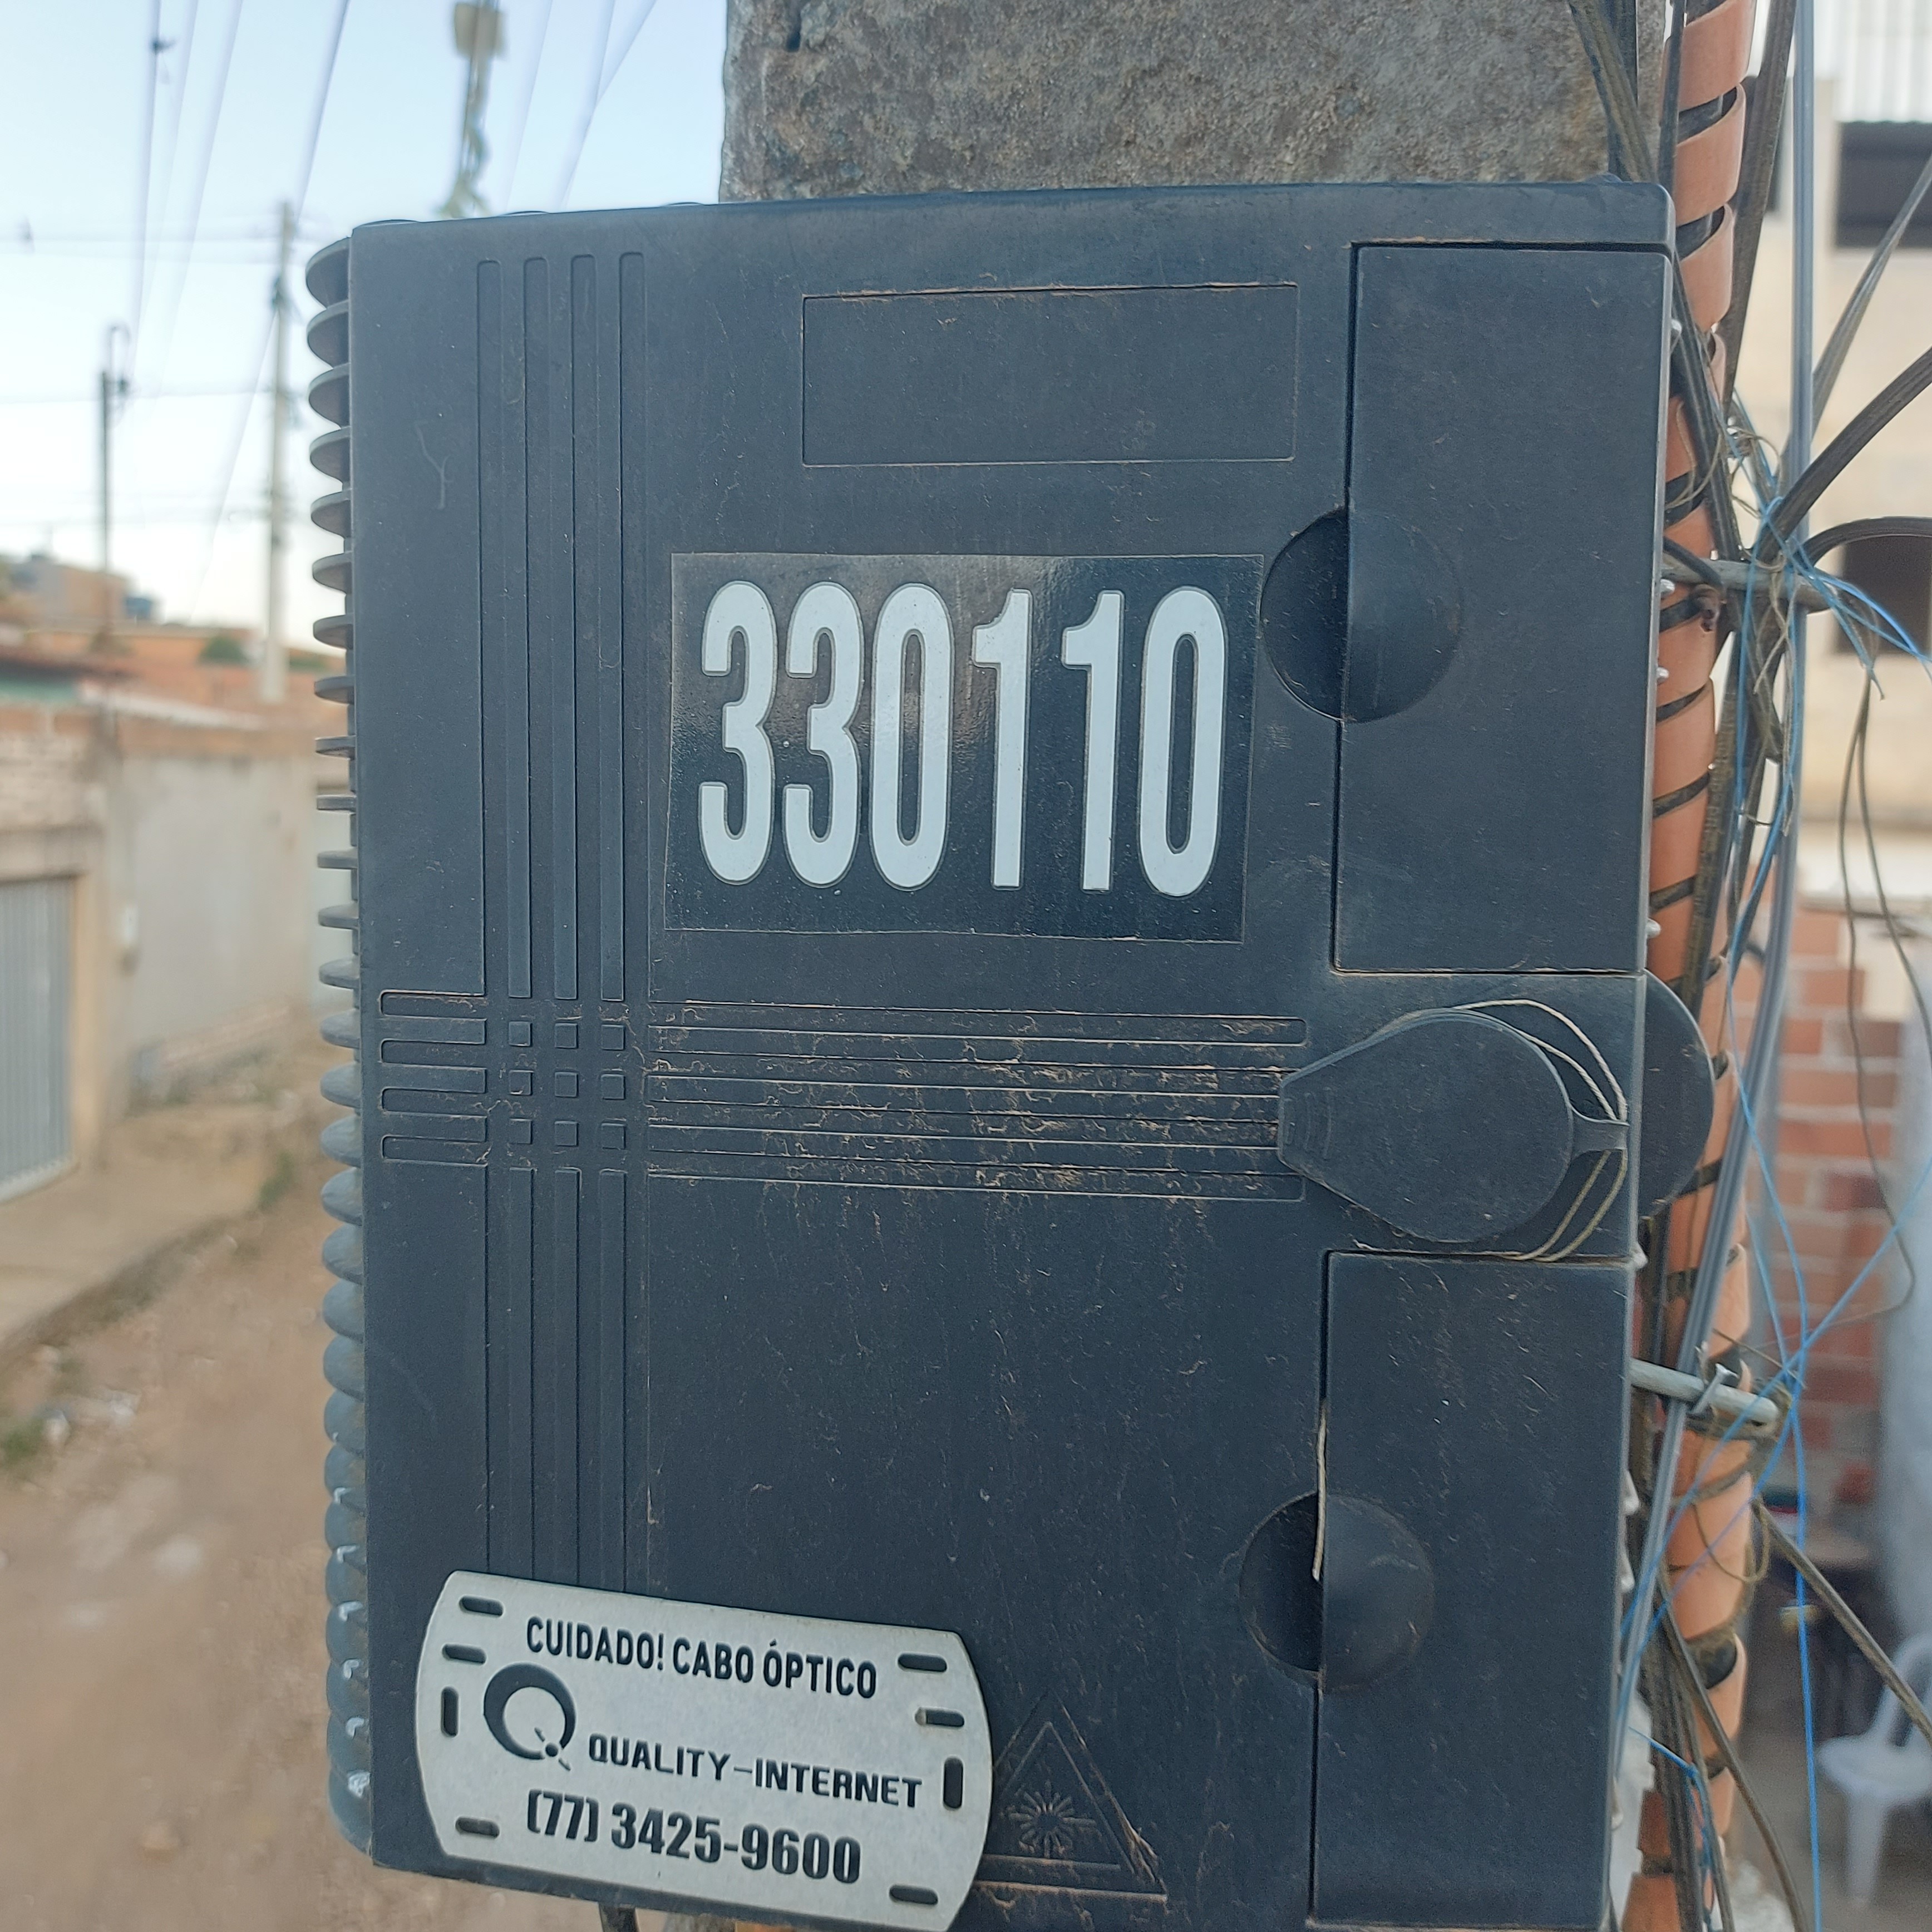 330110
CUIDADO! CABO ÓPTICO
QUALITY-INTERNET
(77) 3425-9600